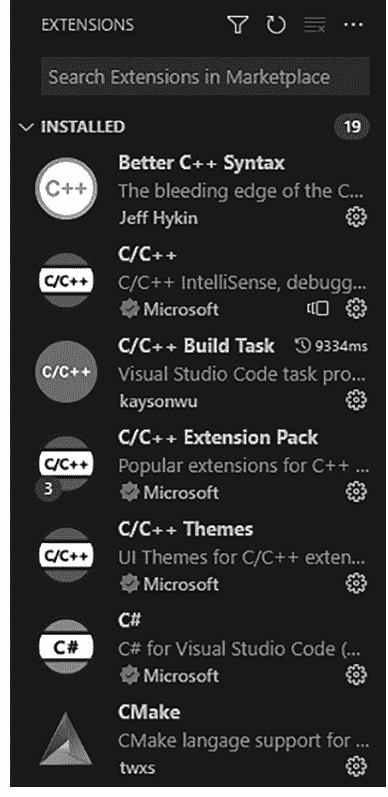 EXTENSIONS
Search Extensions in Marketplace
INSTALLED 19
C++
Better C++ Syntax
The bleeding edge of the C...
Jeff Hykin
C/C++
C/C++
C/C++ IntelliSense, debugg...
Microsoft
C/C++
C/C++ Build Task 9334ms
Visual Studio Code task pro...
kaysonwu
C/C++
3
C/C++ Extension Pack
Popular extensions for C++ ...
Microsoft
C/C++
C/C++ Themes
UI Themes for C/C++ exten...
Microsoft
C#
C#
C# for Visual Studio Code (...
Microsoft
CMake
CMake langage support for ...
twxs